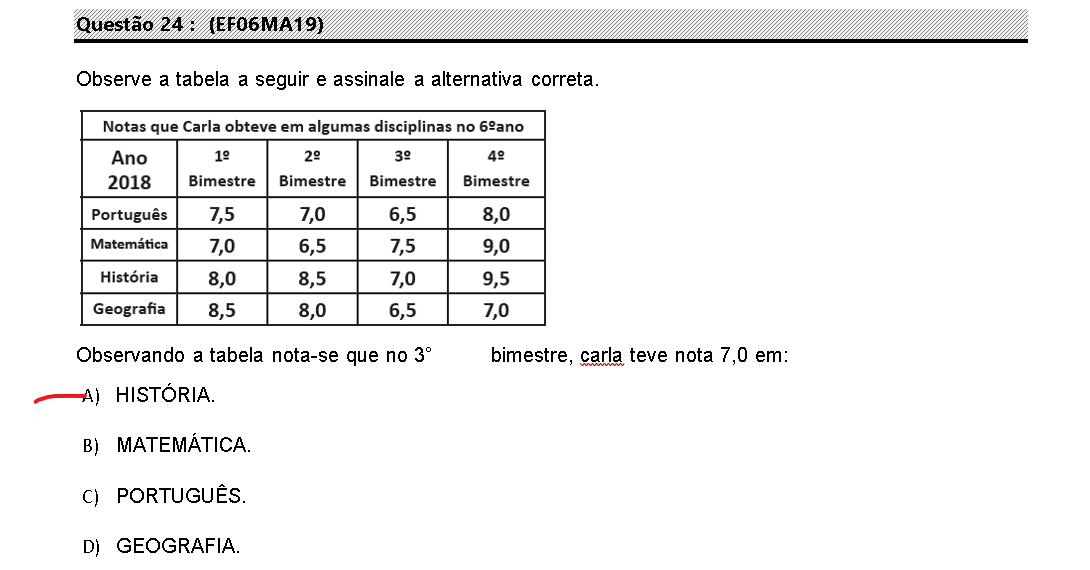 Questão 24 : (EF06MA19)
Observe a tabela a seguir e assinale a alternativa correta.
Notas que Carla obteve em algumas disciplinas no 6ºano
Ano 2018 1º Bimestre 2º Bimestre 3º Bimestre 4º Bimestre
Português 7,5 7,0 6,5 8,0
Matemática 7,0 6,5 7,5 9,0
História 8,0 8,5 7,0 9,5
Geografia 8,5 8,0 6,5 7,0
Observando a tabela nota-se que no 3° bimestre, carla teve nota 7,0 em:
A) HISTÓRIA.
B) MATEMÁTICA.
C) PORTUGUÊS.
D) GEOGRAFIA.